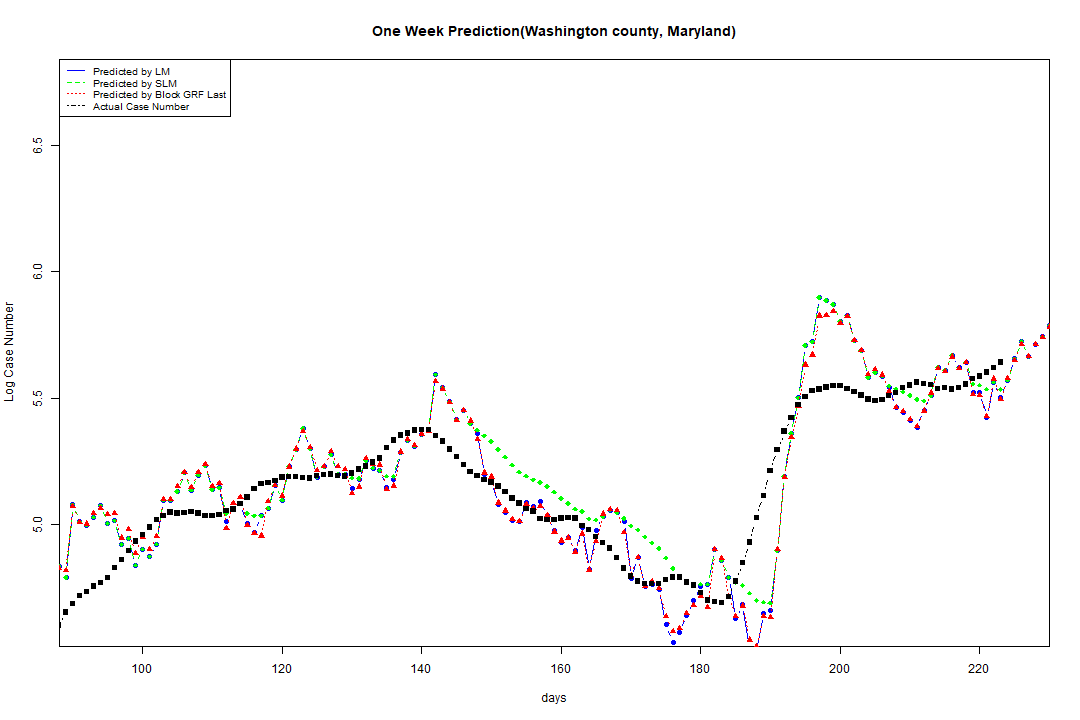 One Week Prediction(Washington county, Maryland)
Predicted by LM
Predicted by SLM
Predicted by Block GRF Last
Actual Case Number
6.5
6.0
5.5
5.0
Log Case Number
100 120 140 160 180 200 220
days